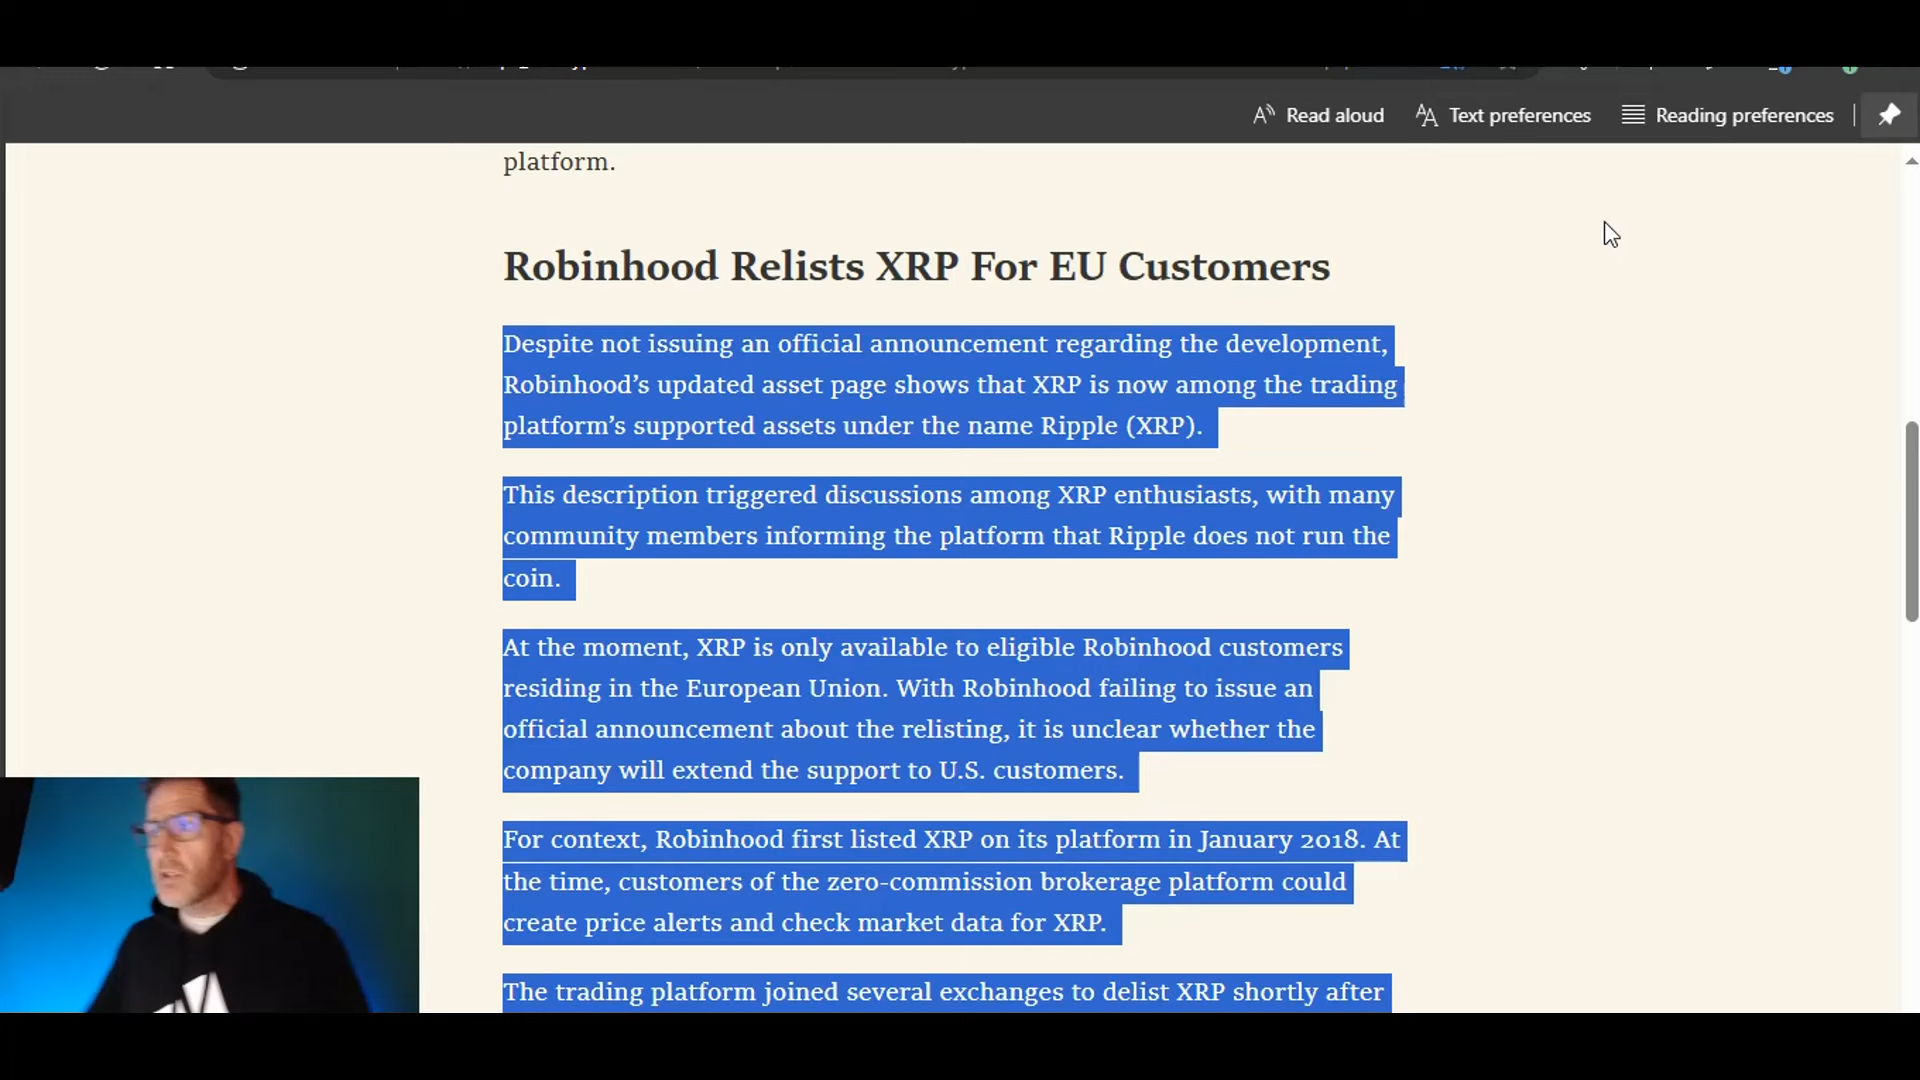 Read aloud
Text preferences
Reading preferences
platform.
Robinhood Relists XRP For EU Customers
Despite not issuing an official announcement regarding the development,
Robinhood’s updated asset page shows that XRP is now among the trading
platform’s supported assets under the name Ripple (XRP).
This description triggered discussions among XRP enthusiasts, with many
community members informing the platform that Ripple does not run the
coin.
At the moment, XRP is only available to eligible Robinhood customers
residing in the European Union. With Robinhood failing to issue an
official announcement about the relisting, it is unclear whether the
company will extend the support to U.S. customers.
For context, Robinhood first listed XRP on its platform in January 2018. At
the time, customers of the zero-commission brokerage platform could
create price alerts and check market data for XRP.
The trading platform joined several exchanges to delist XRP shortly after